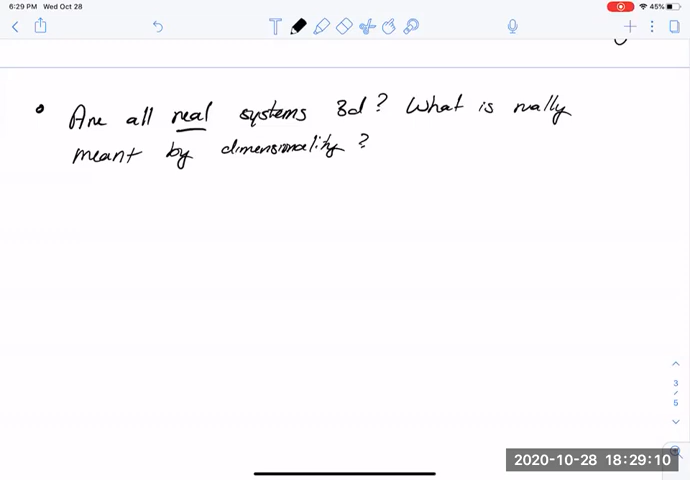 6:29 PM Wed Oct 28
45%
• Are all real systems 3d? What is really
meant by dimensionality?
3
/
5
2020-10-28 18:29:10